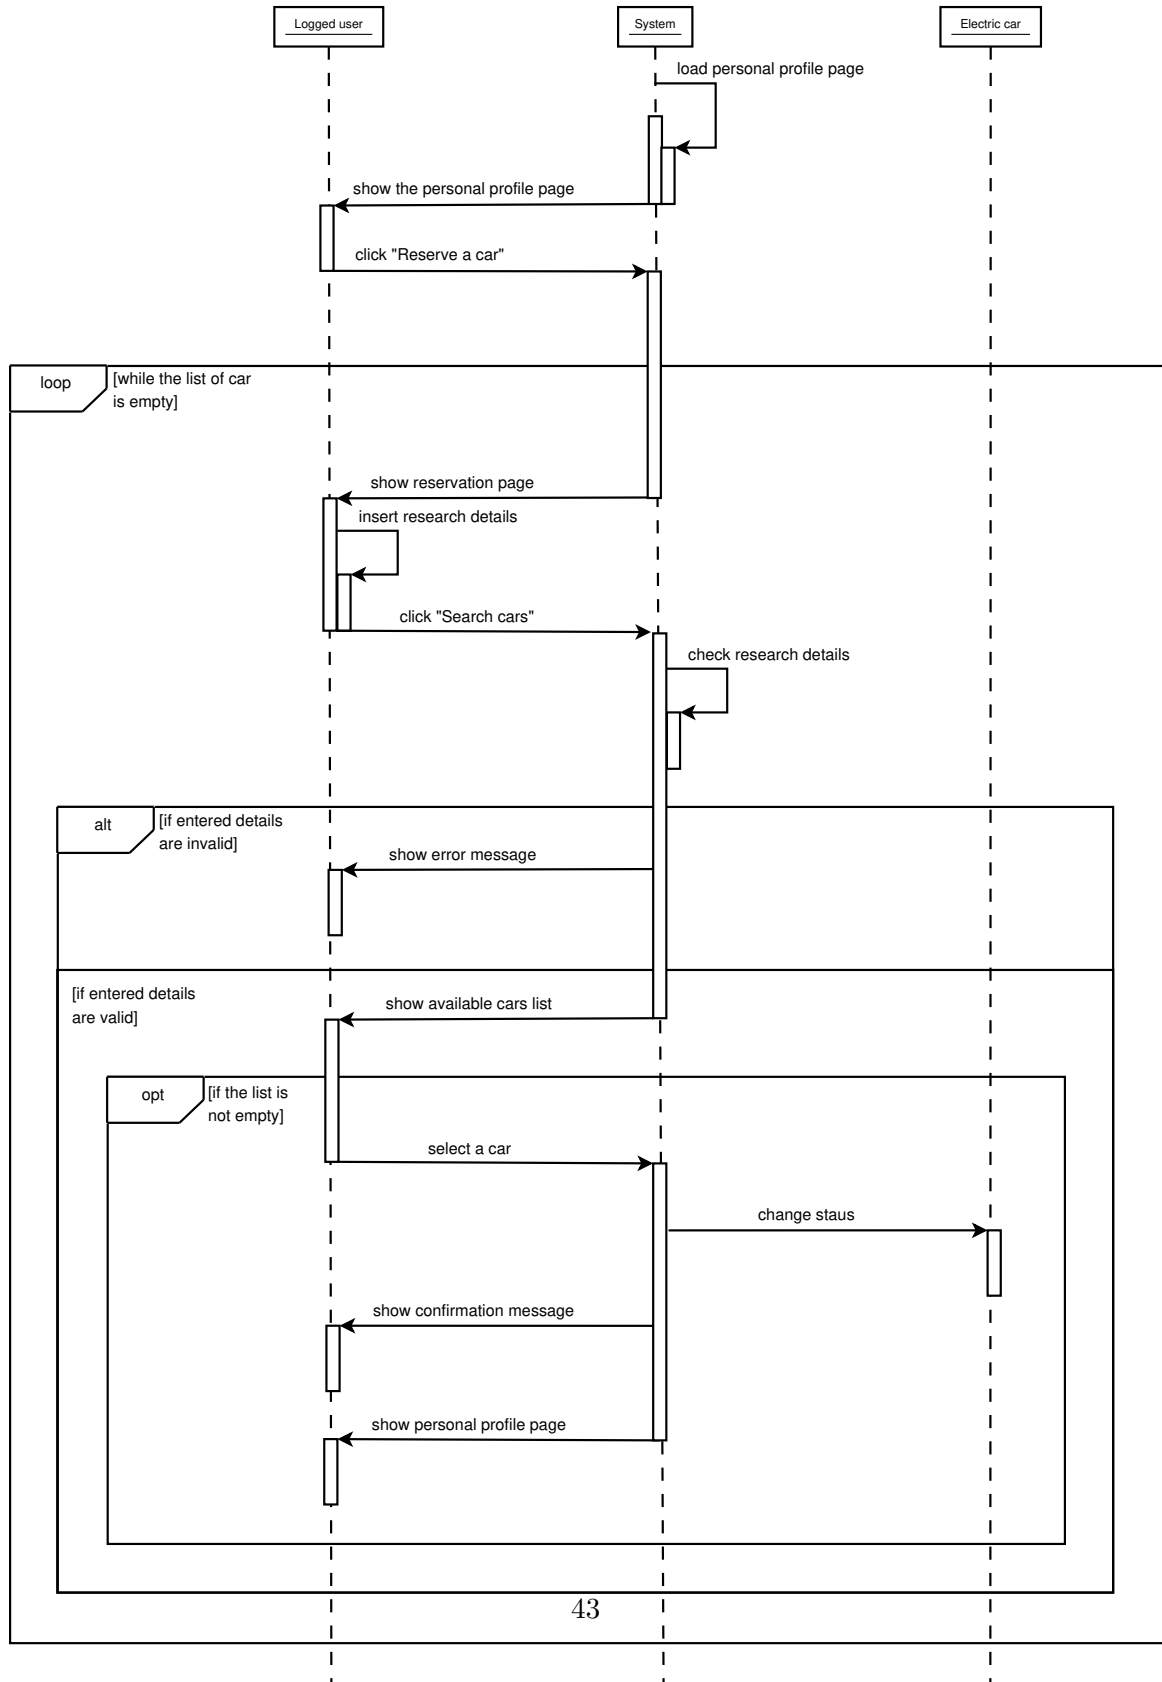 Logged user
System
Electric car
load personal profile page
show the personal profile page
click "Reserve a car"
loop
[while the list of car
is empty]
show reservation page
insert research details
click "Search cars"
check research details
alt
[if entered details
are invalid]
show error message
[if entered details
are valid]
show available cars list
opt
[if the list is
not empty]
select a car
change staus
show confirmation message
show personal profile page
43